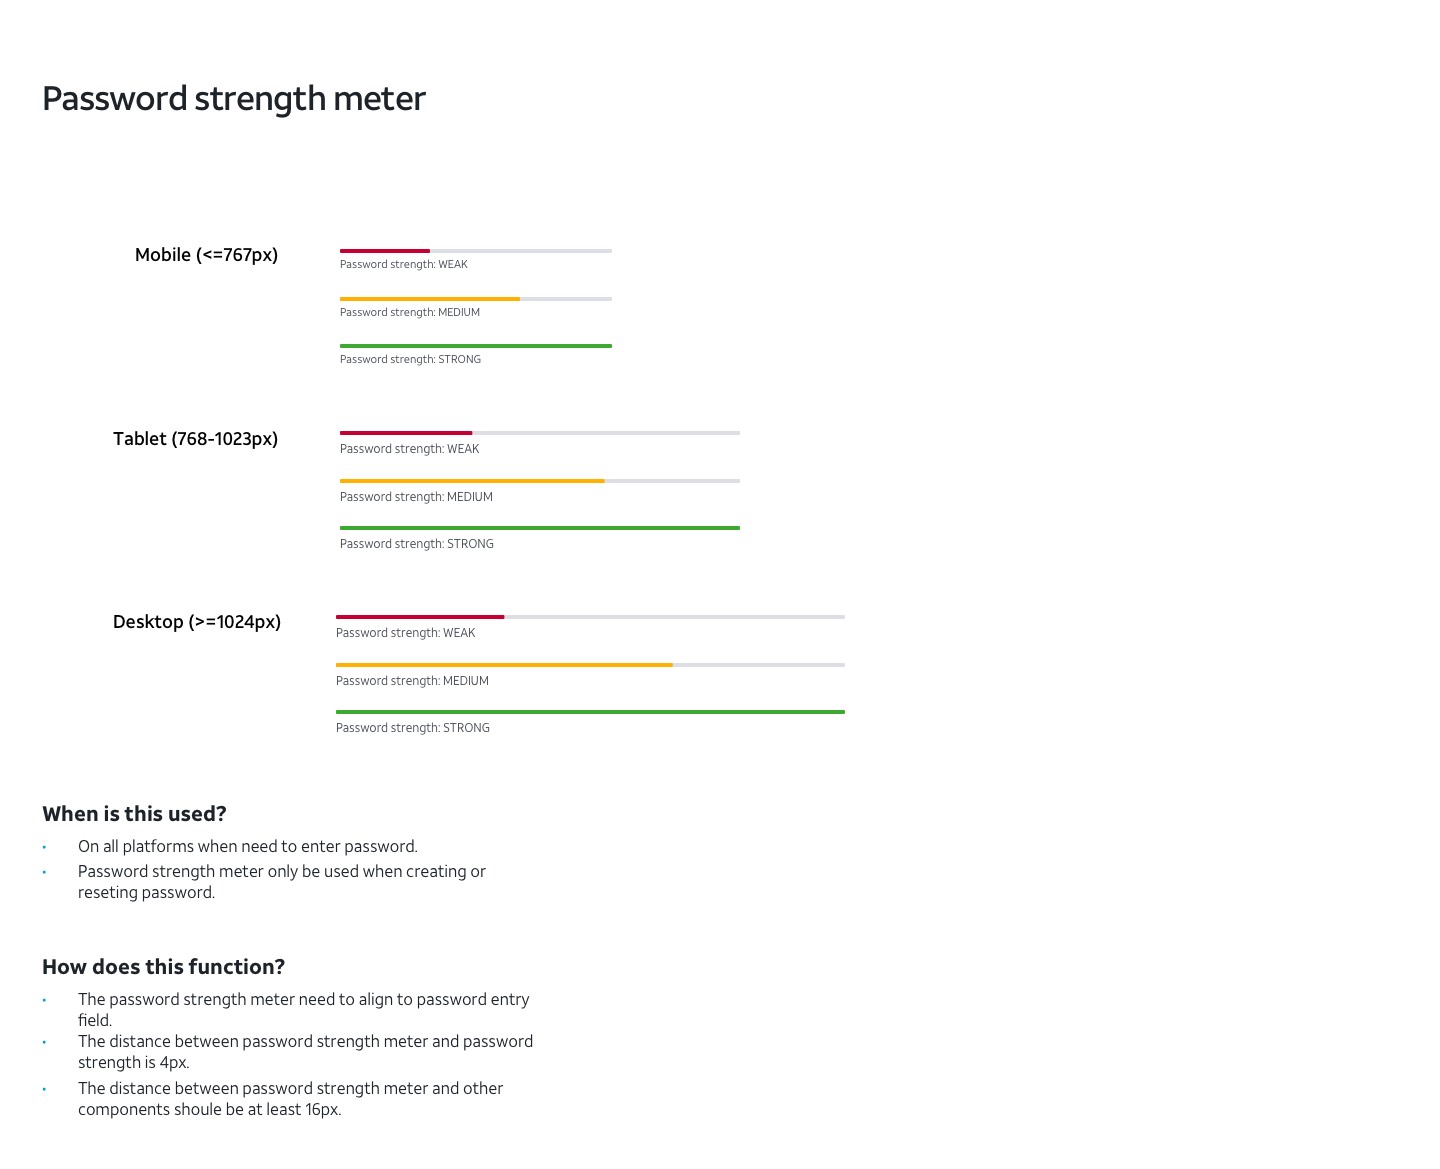 Password strength meter
Mobile (<=767px)
Password strength: WEAK
Password strength: MEDIUM
Password strength: STRONG
Tablet (768-1023px)
Password strength: WEAK
Password strength: MEDIUM
Password strength: STRONG
Desktop (>=1024px)
Password strength: WEAK
Password strength: MEDIUM
Password strength: STRONG
When is this used?
• On all platforms when need to enter password.
• Password strength meter only be used when creating or
reseting password.
How does this function?
• The password strength meter need to align to password entry
field.
• The distance between password strength meter and password
strength is 4px.
• The distance between password strength meter and other
components shoule be at least 16px.